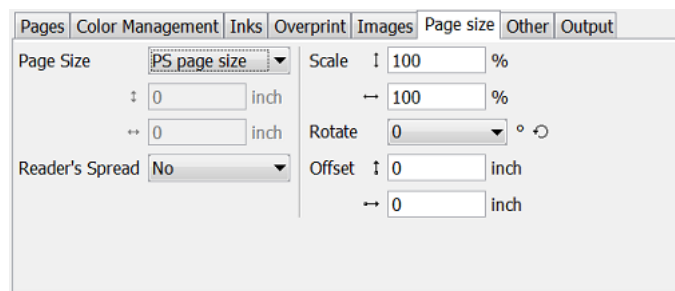 Pages Color Management Inks Overprint Images Page size Other Output
Page Size PS page size Scale 100 %
0 inch 100 %
0 inch Rotate 0 °
Reader's Spread No Offset 0 inch
0 inch